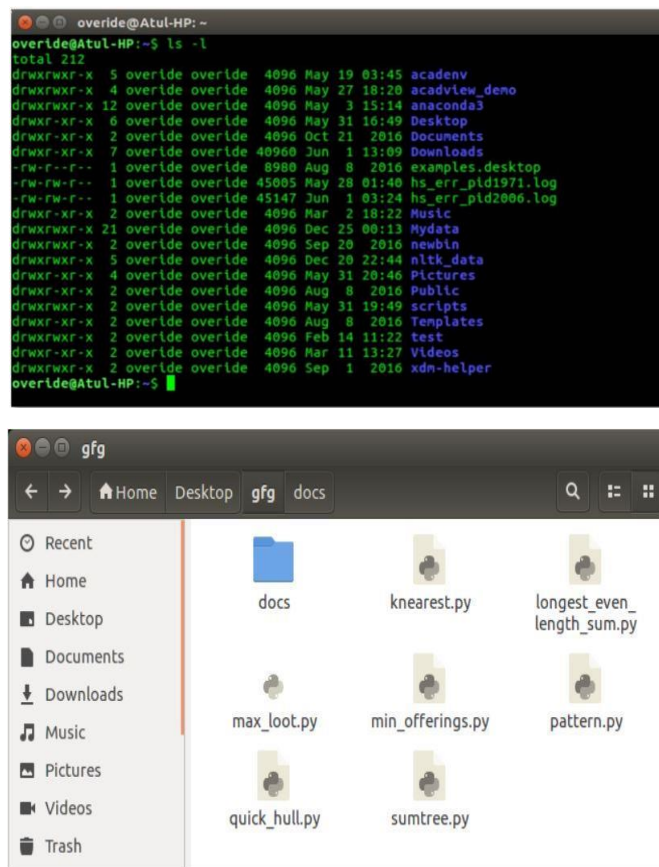 overide@Atul-HP: ~
overide@Atul-HP:~$ ls -l
total 212
drwxrwxr-x 5 overide overide 4096 May 19 03:45 acadenv
drwxrwxr-x 4 overide overide 4096 May 27 18:20 acadview_demo
drwxrwxr-x 12 overide overide 4096 May 3 15:14 anaconda3
drwxr-xr-x 6 overide overide 4096 May 31 16:49 Desktop
drwxr-xr-x 2 overide overide 4096 Oct 21 2016 Documents
drwxr-xr-x 7 overide overide 40960 Jun 1 13:09 Downloads
-rw-r--r-- 1 overide overide 8980 Aug 8 2016 examples.desktop
-rw-rw-r-- 1 overide overide 45005 May 28 01:40 hs_err_pid1971.log
-rw-rw-r-- 1 overide overide 45147 Jun 1 03:24 hs_err_pid2006.log
drwxr-xr-x 2 overide overide 4096 Mar 2 18:22 Music
drwxrwxr-x 21 overide overide 4096 Dec 25 00:13 Mydata
drwxrwxr-x 2 overide overide 4096 Sep 20 2016 newbin
drwxrwxr-x 5 overide overide 4096 Dec 20 22:44 nltk_data
drwxr-xr-x 4 overide overide 4096 May 31 20:46 Pictures
drwxr-xr-x 2 overide overide 4096 Aug 8 2016 Public
drwxrwxr-x 2 overide overide 4096 May 31 19:49 scripts
drwxr-xr-x 2 overide overide 4096 Aug 8 2016 Templates
drwxrwxr-x 2 overide overide 4096 Feb 14 11:22 test
drwxr-xr-x 2 overide overide 4096 Mar 11 13:27 Videos
drwxrwxr-x 2 overide overide 4096 Sep 1 2016 xdm-helper
overide@Atul-HP:~$
gfg
Home Desktop gfg docs
Recent
Home
Desktop
Documents
Downloads
Music
Pictures
Videos
Trash
docs knearest.py longest_even_
length_sum.py
max_loot.py min_offerings.py pattern.py
quick_hull.py sumtree.py